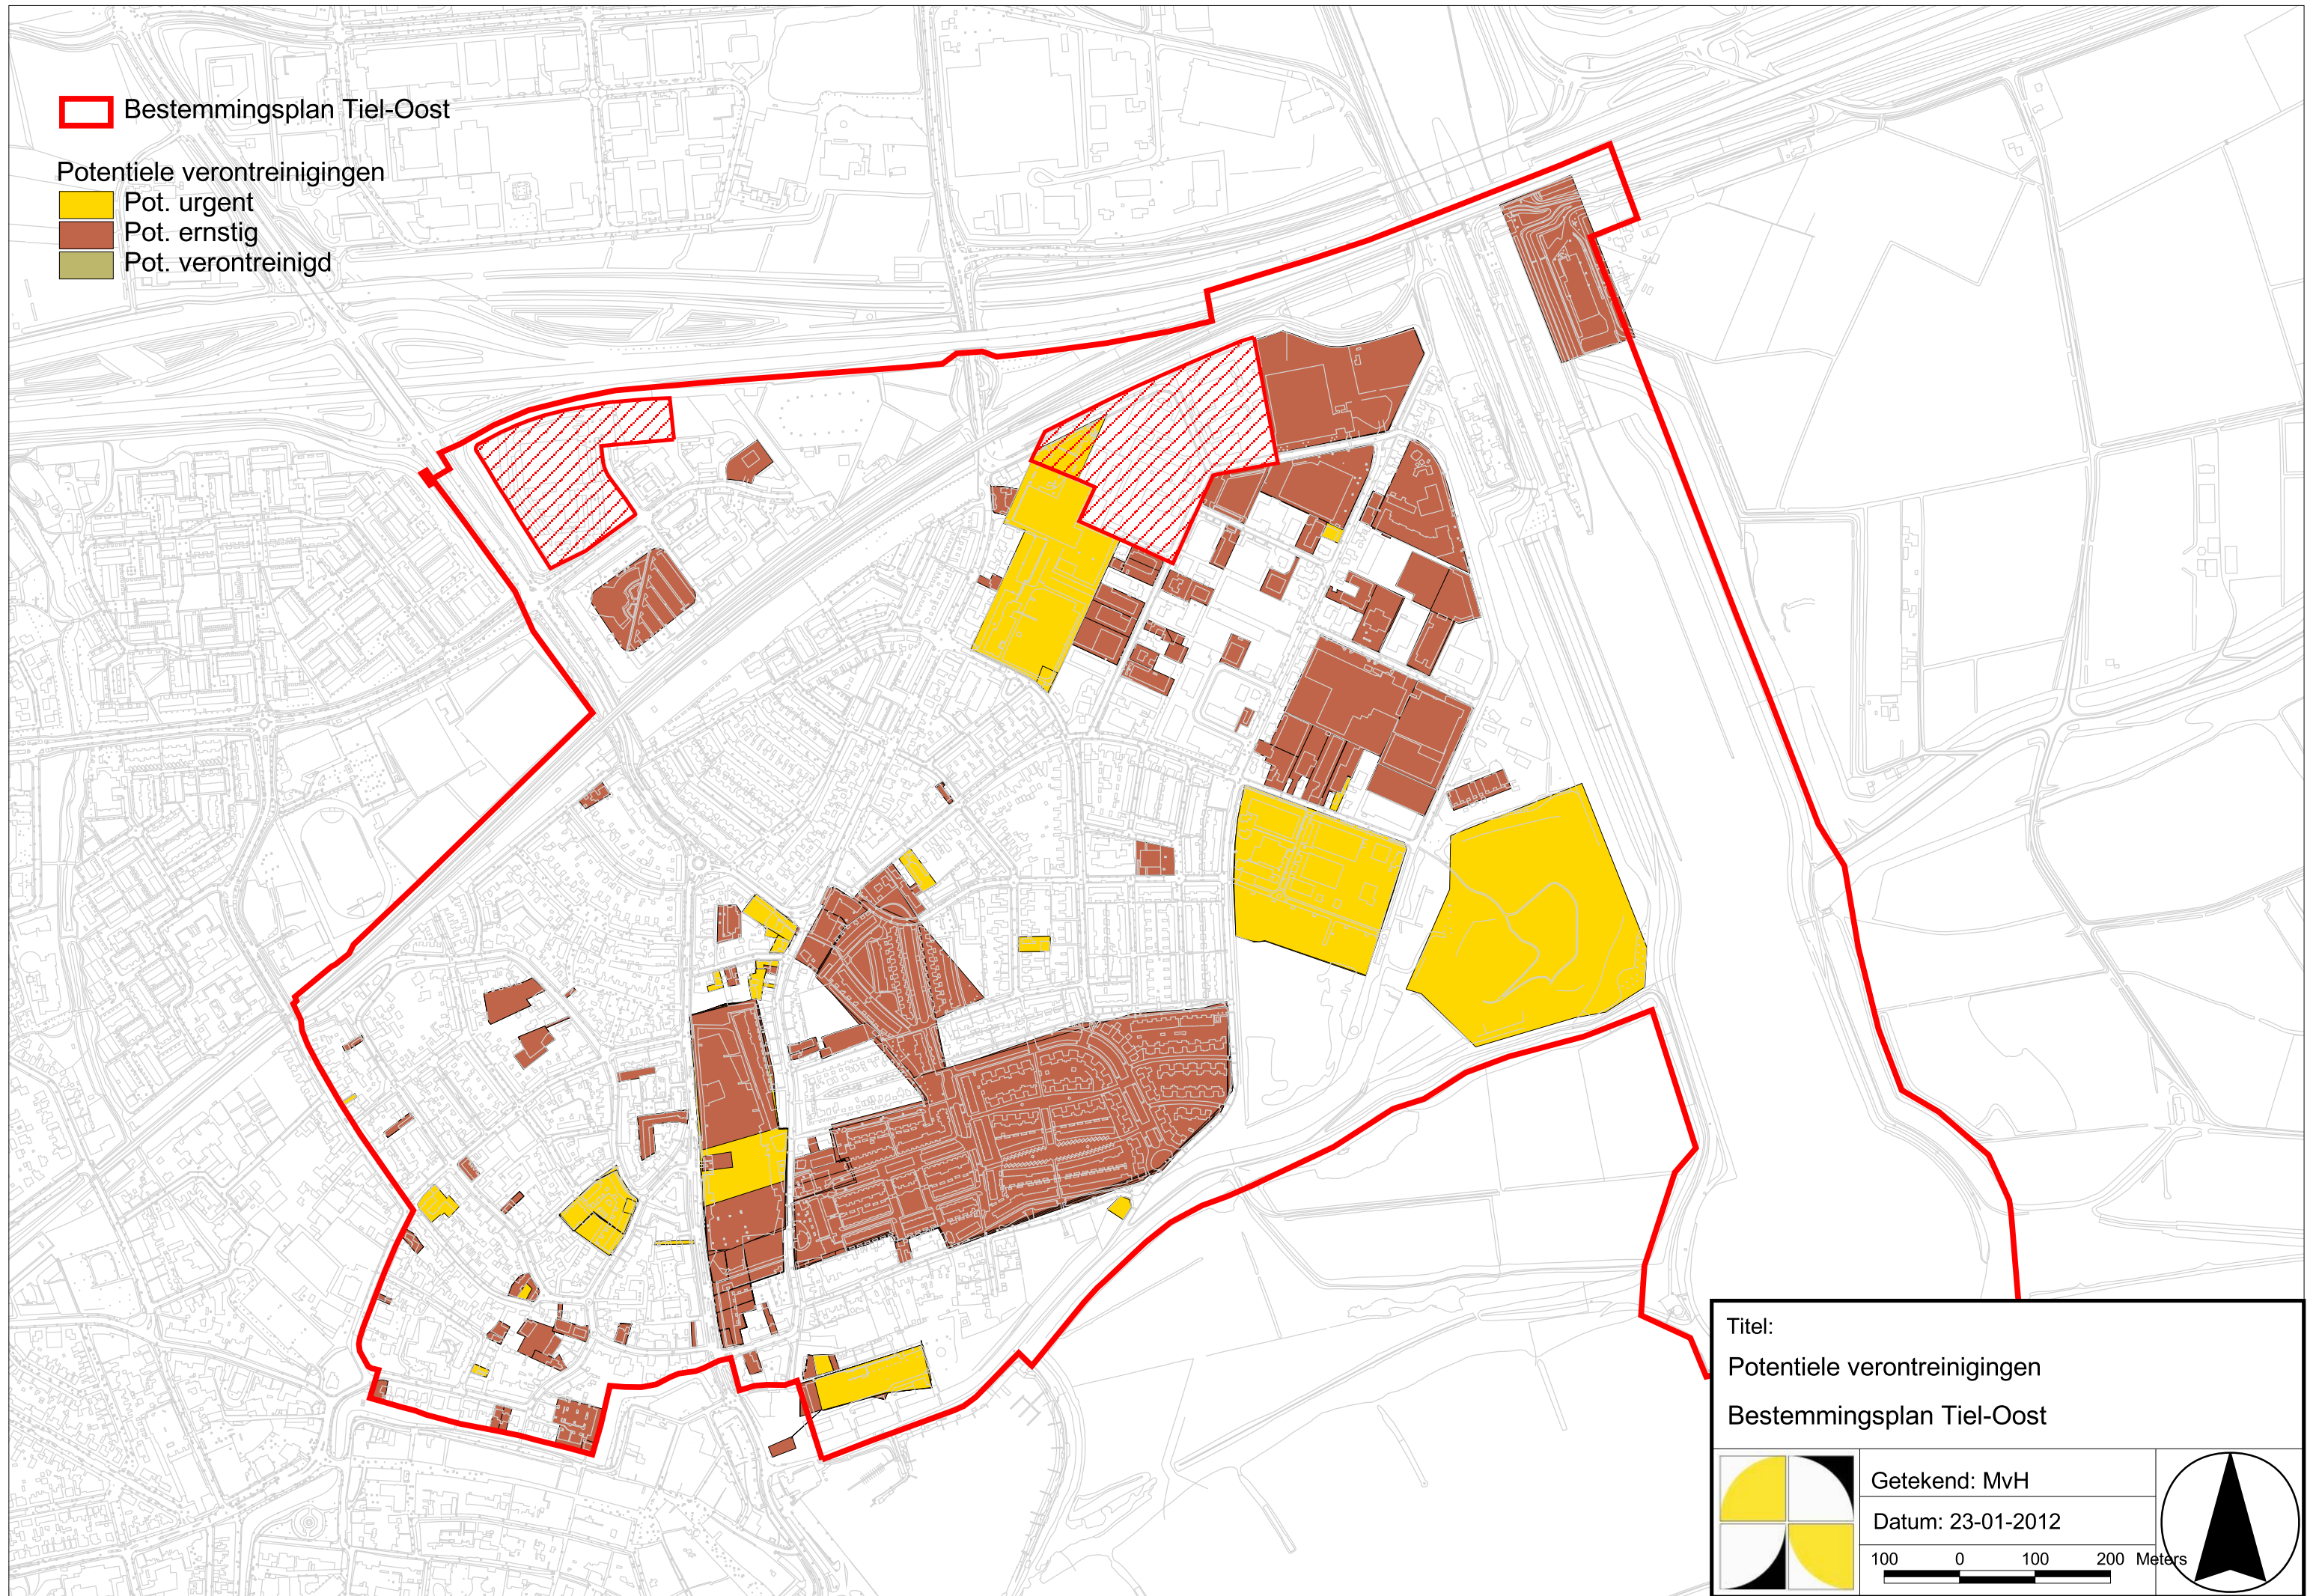 Bestemmingsplan Tiel-Oost
Potentiele verontreinigingen
Pot. urgent
Pot. ernstig
Pot. verontreinigd
Titel:
Potentiele verontreinigingen
Bestemmingsplan Tiel-Oost
Getekend: MvH
Datum: 23-01-2012
100 0 100 200 Meters